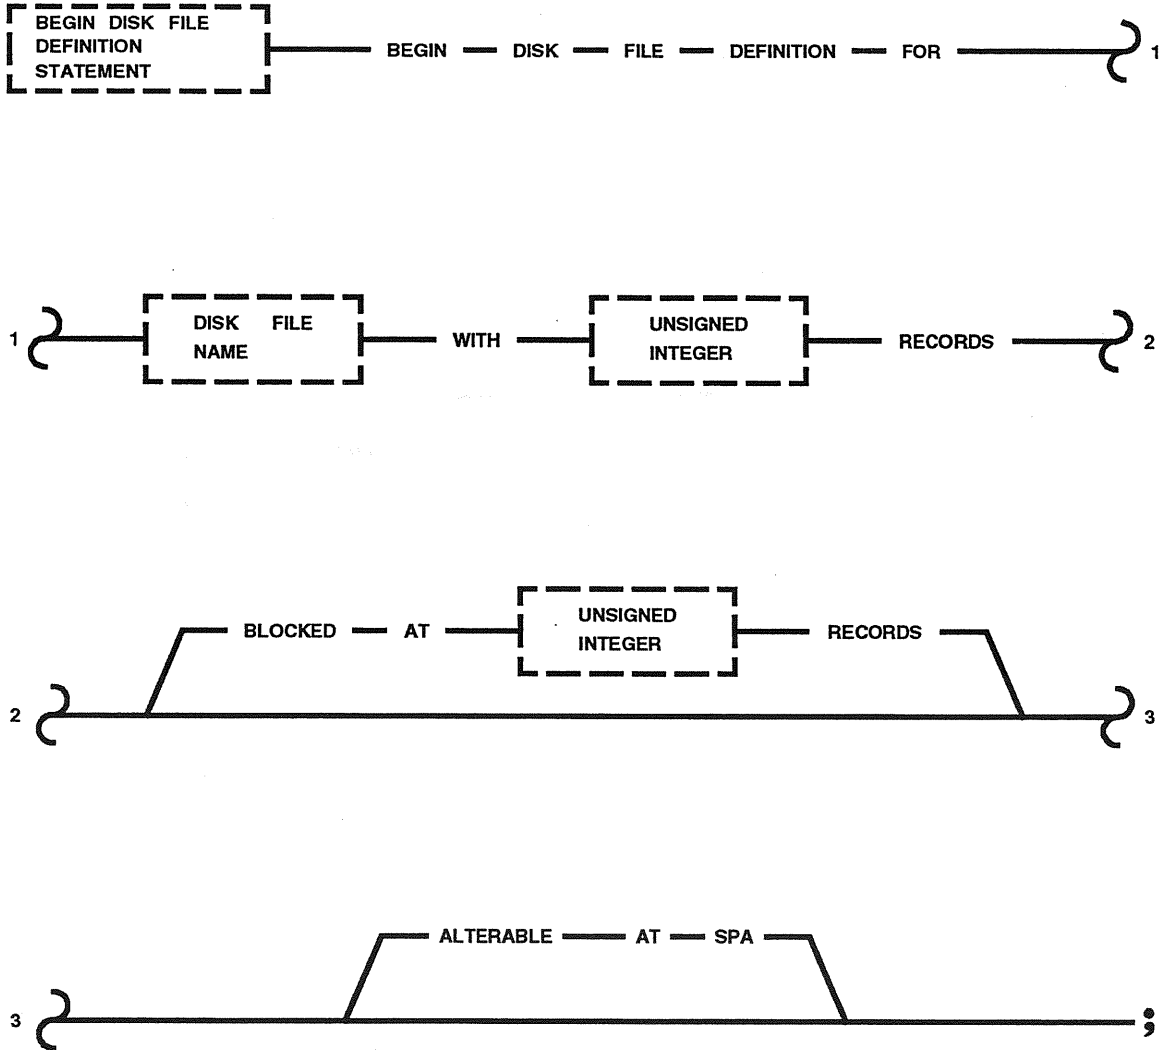 BEGIN DISK FILE
DEFINITION
STATEMENT
BEGIN DISK FILE DEFINITION FOR 1
1 DISK FILE
NAME
WITH
UNSIGNED
INTEGER
RECORDS 2
BLOCKED AT
UNSIGNED
INTEGER
RECORDS
2 3
ALTERABLE AT SPA
3 ;